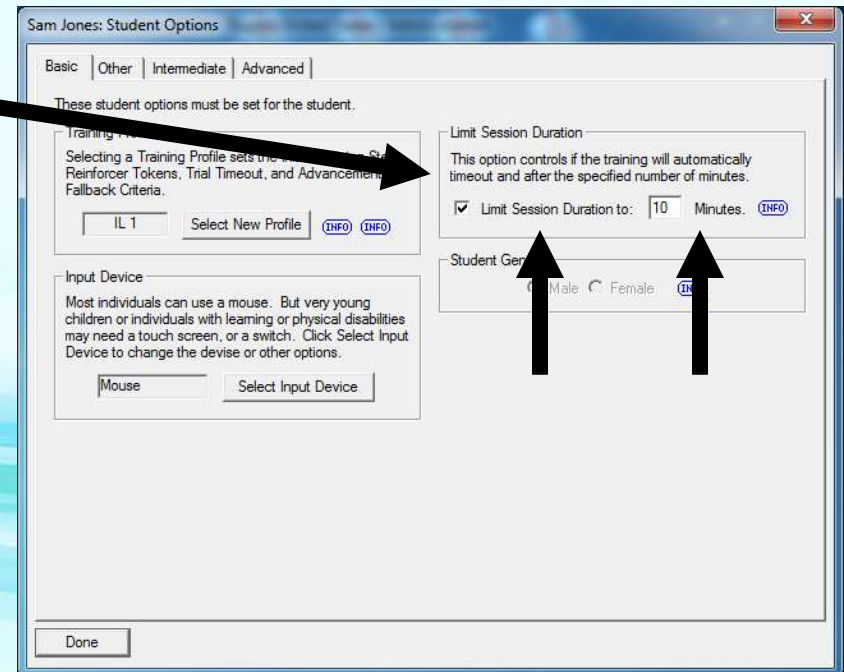 Sam Jones: Student Options
Basic
Other
Intermediate
Advanced
These student options must be set for the student.
Training
Selecting a Training Profile sets the
Reinforcer Tokens, Trial Timeout, and Advancement
Fallback Criteria.
IL 1
Select New Profile
INFO
INFO
Input Device
Most individuals can use a mouse. But very young
children or individuals with learning or physical disabilities
may need a touch screen, or a switch. Click Select Input
Device to change the devise or other options.
Mouse
Select Input Device
Limit Session Duration
This option controls if the training will automatically
timeout and after the specified number of minutes.
Limit Session Duration to: 10 Minutes. INFO
Student
Male Female
Done